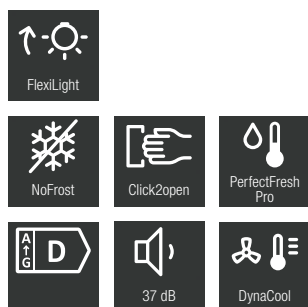 FlexiLight
NoFrost
Click2open
PerfectFresh
Pro
A
G
D
37 dB
DynaCool